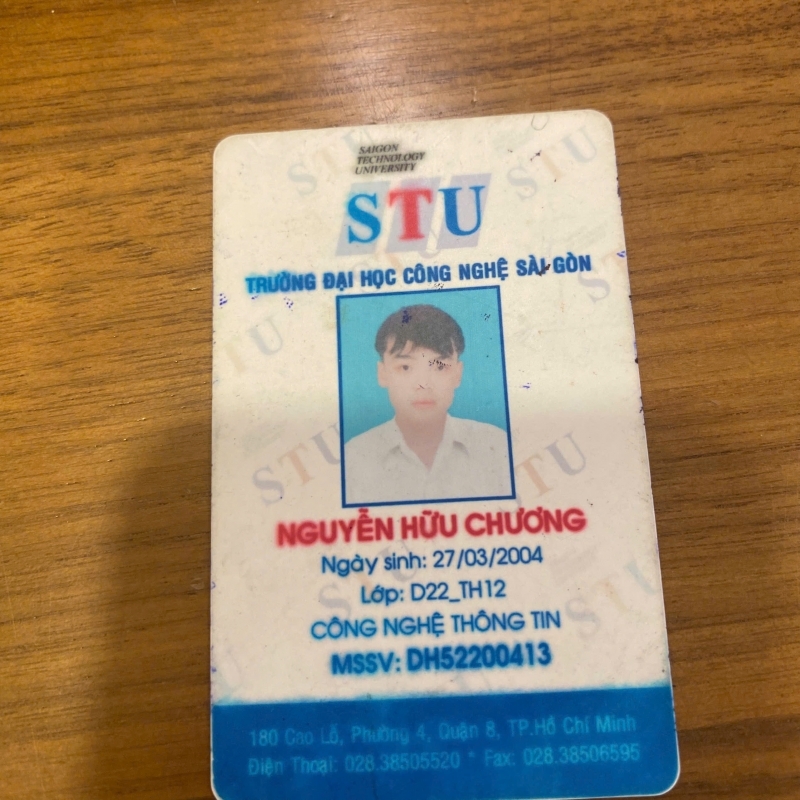 SAIGON
TECHNOLOGY
UNIVERSITY
STU
TRƯỜNG ĐẠI HỌC CÔNG NGHỆ SÀI GÒN
NGUYỄN HỮU CHƯƠNG
Ngày sinh: 27/03/2004
Lớp: D22_TH12
CÔNG NGHỆ THÔNG TIN
MSSV: DH52200413
180 Cao Lỗ, Phường 4, Quận 8, TP.Hồ Chí Minh
Điện Thoại: 028.38505520 * Fax: 028.38506595